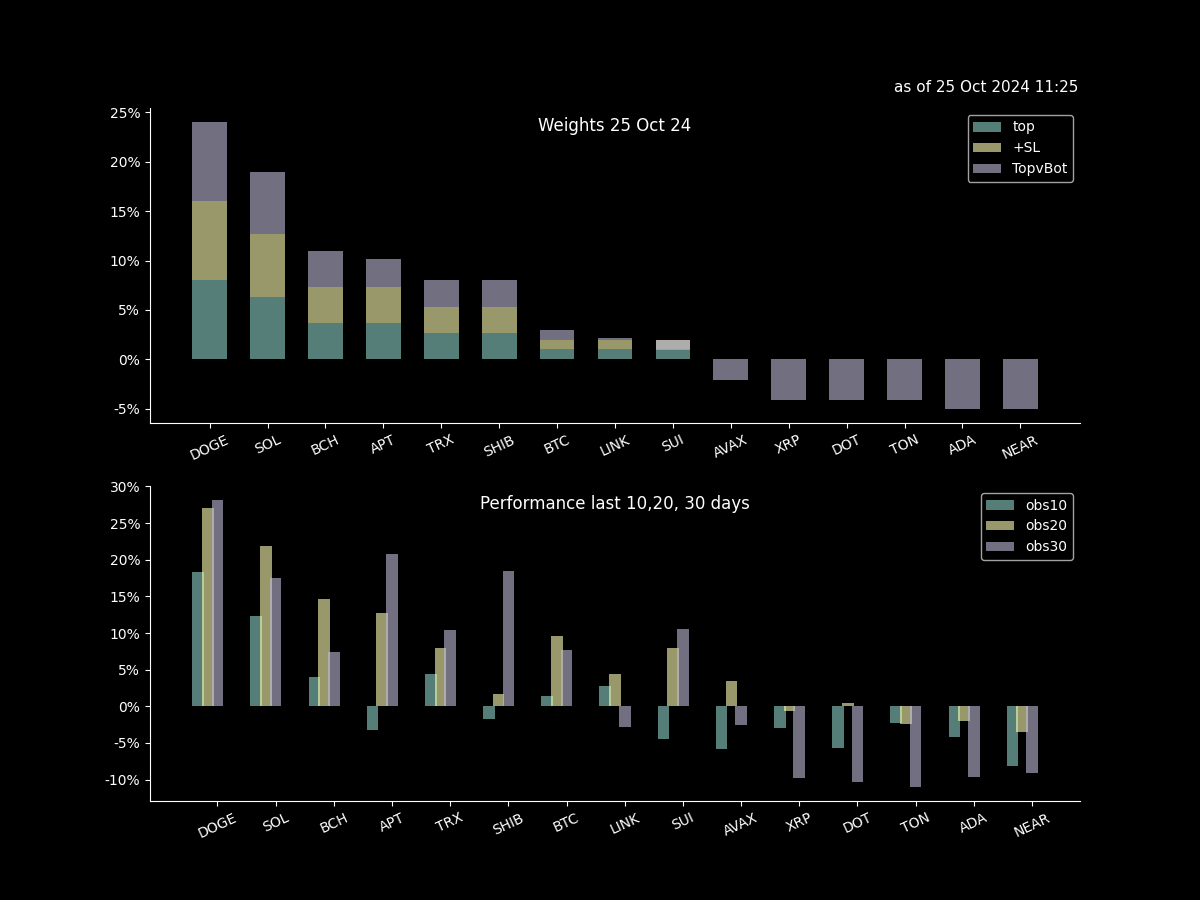 as of 25 Oct 2024 11:25
Weights 25 Oct 24
top
+SL
TopvBot
25%
20%
15%
10%
5%
0%
-5%
DOGE SOL BCH APT TRX SHIB BTC LINK SUI AVAX XRP DOT TON ADA NEAR
Performance last 10,20, 30 days
obs10
obs20
obs30
30%
25%
20%
15%
10%
5%
0%
-5%
-10%
DOGE SOL BCH APT TRX SHIB BTC LINK SUI AVAX XRP DOT TON ADA NEAR